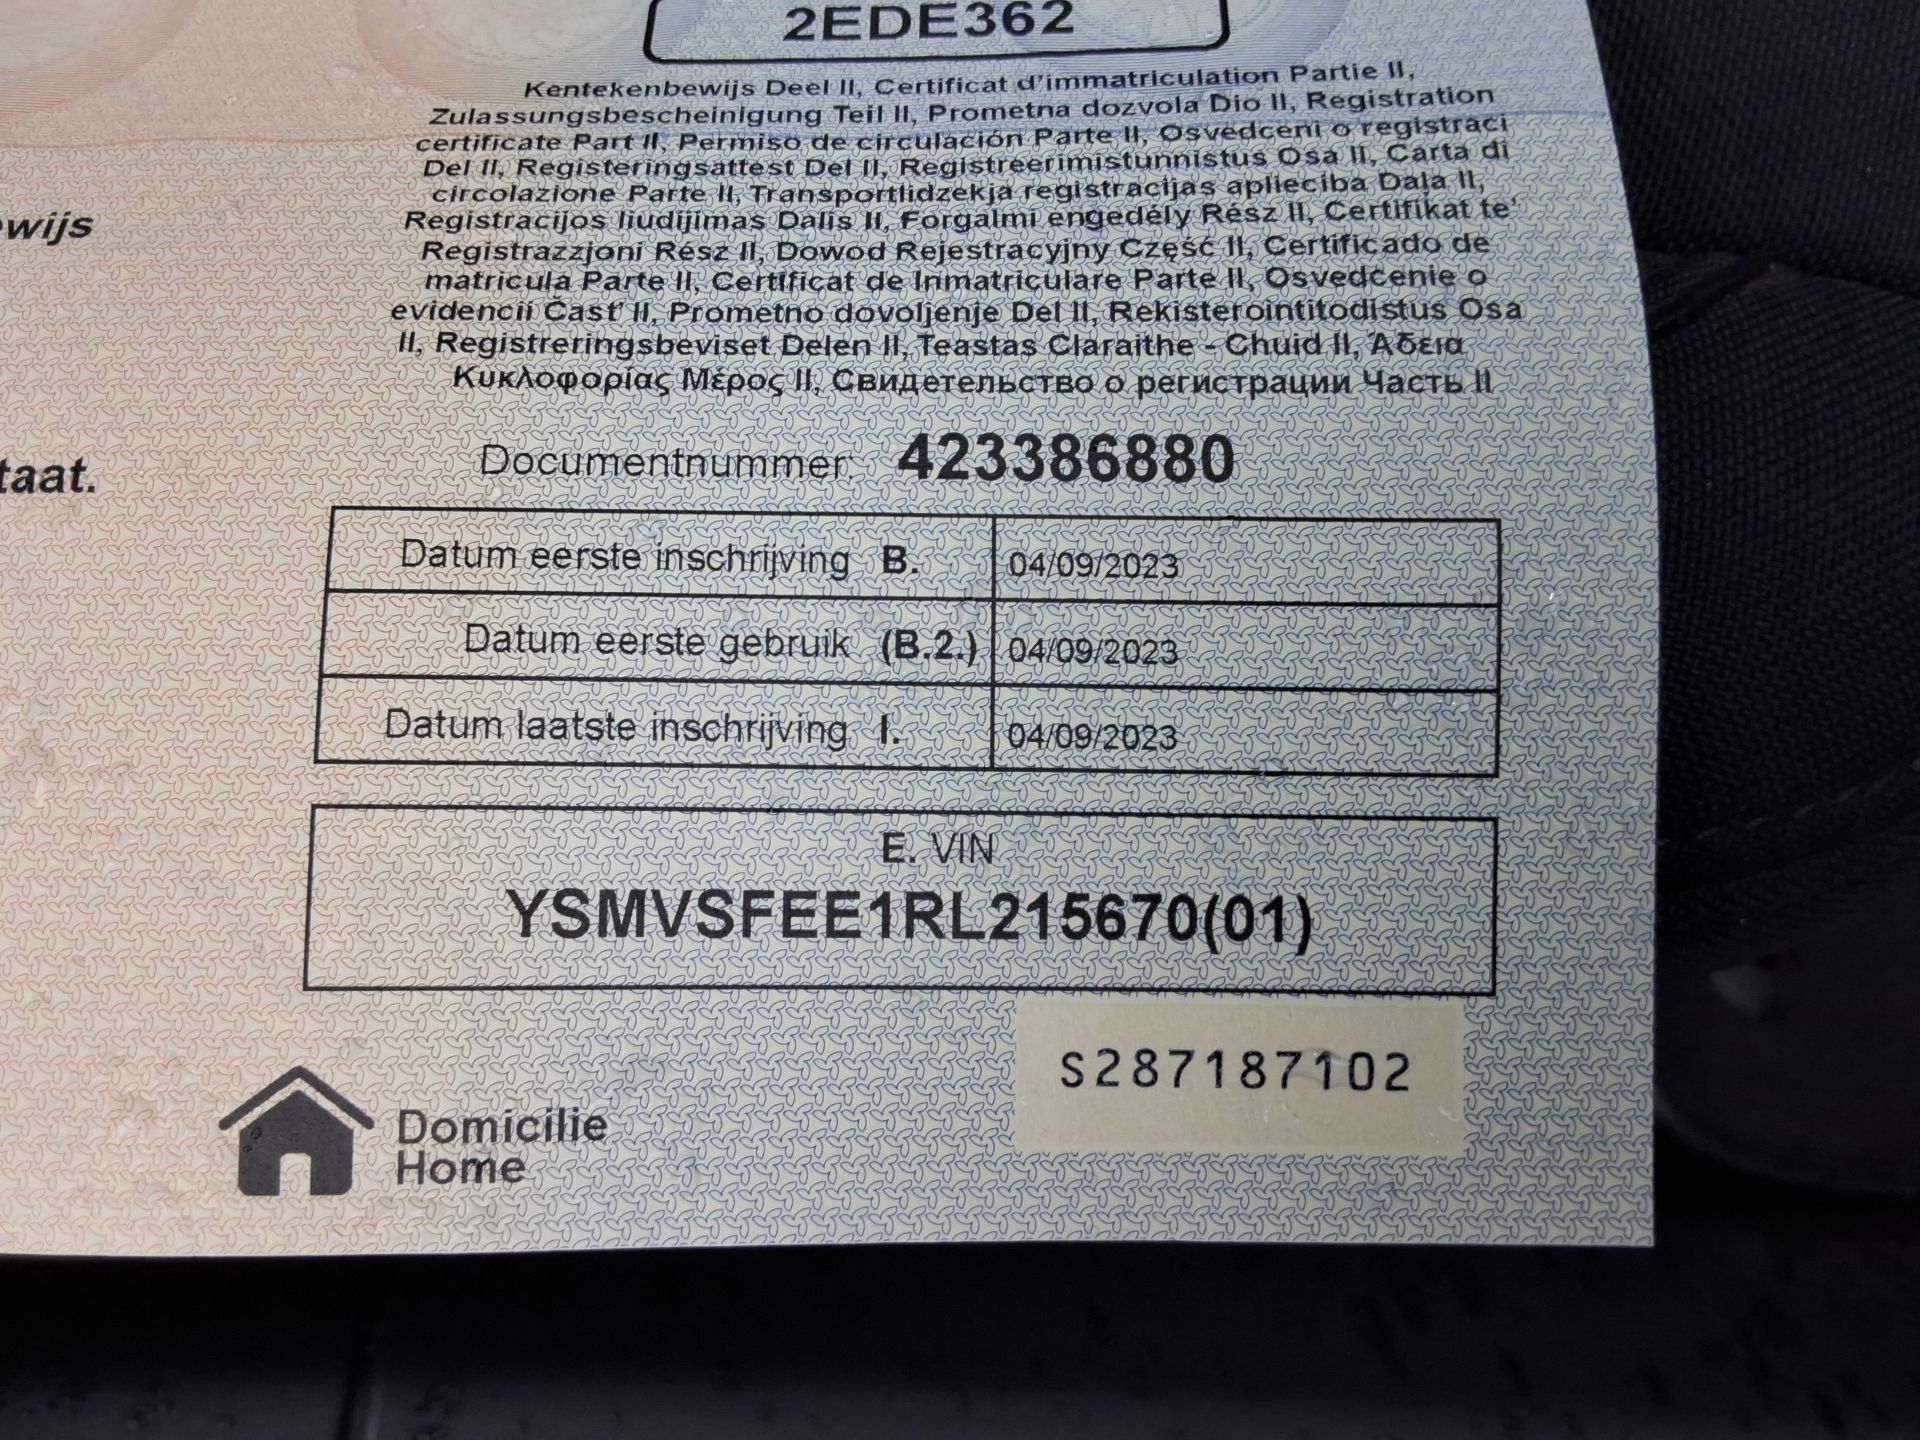 2EDE362
Kentekenbewijs Deel II, Certificat d'immatriculation Partie II,
Zulassungsbescheinigung Teil II, Prometna dozvola Dio II, Registration
certificate Part II, Permiso de circulación Parte II, Osvedceni o registraci
Del II, Registeringsattest Del II, Registreerimistunnistus Osa II, Carta di
circolazione Parte II, Transportlidzekja registracijas aplieciba Daļa II,
Registracijos liudijimas Dalis II, Forgalmi engedély Rész II, Certifikat te'
Registrazzjoni Rész II, Dowod Rejestracyjny Część II, Certificado de
matricula Parte II, Certificat de Inmatriculare Parte II, Osvedcenie o
evidencii Čast' II, Prometno dovoljenje Del II, Rekisterointitodistus Osa
II, Registreringsbeviset Delen II, Teastas Claraithe - Chuid II, Άδεια
Κυκλοφορίας Μέρος II, Свидетельство о регистрации Часть II
wijs
taat.
Documentnummer: 423386880
Datum eerste inschrijving B. 04/09/2023
Datum eerste gebruik (B.2.) 04/09/2023
Datum laatste inschrijving I. 04/09/2023
E. VIN
YSMVSFEE1RL215670(01)
S287187102
Domicilie
Home